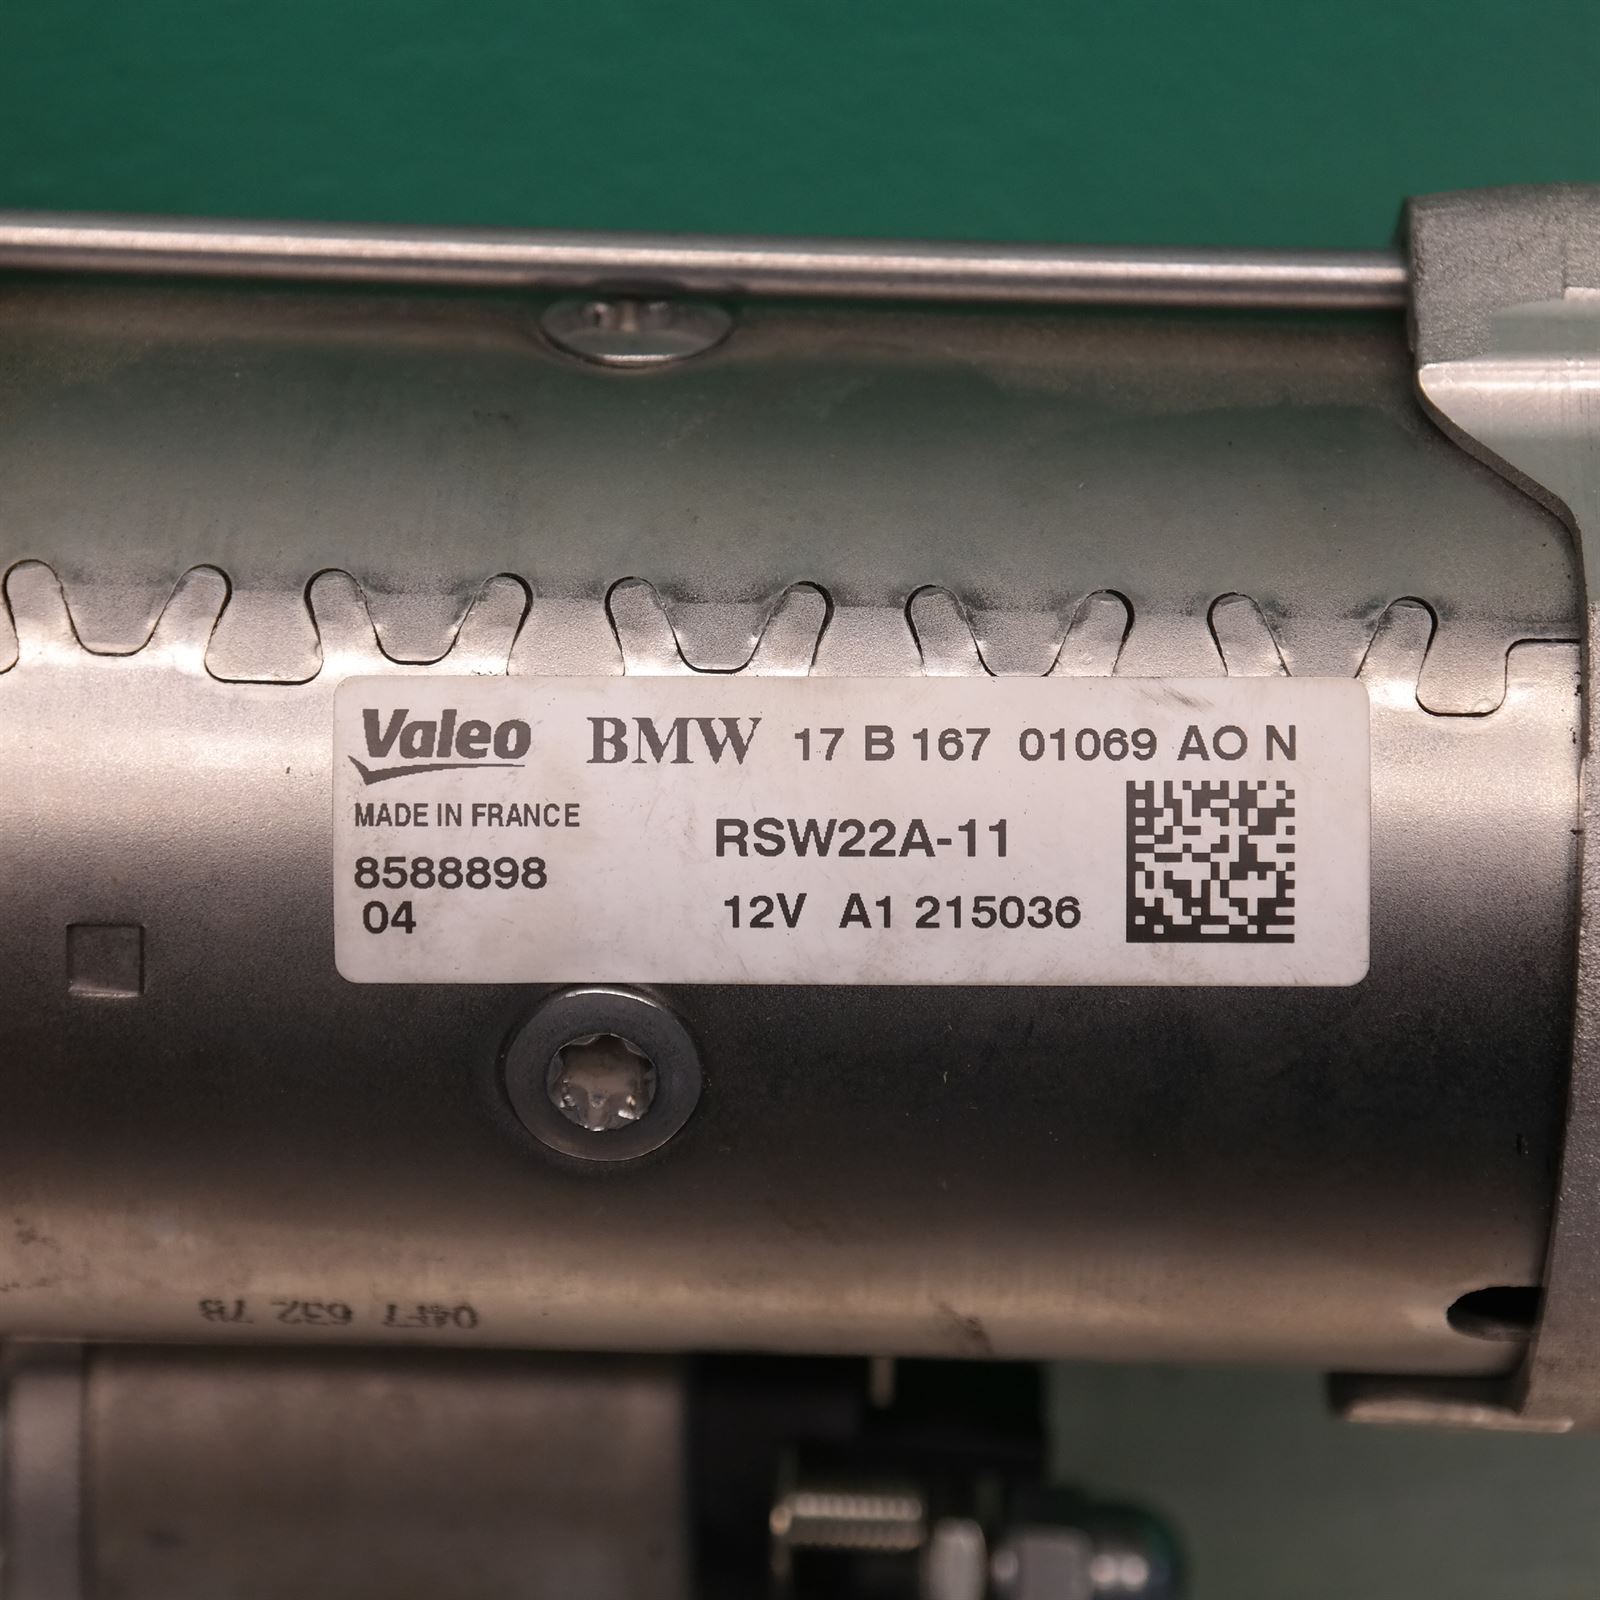 Valeo BMW 17 B 167 01069 AO N
MADE IN FRANCE
RSW22A-11
8588898
04
12V A1 215036